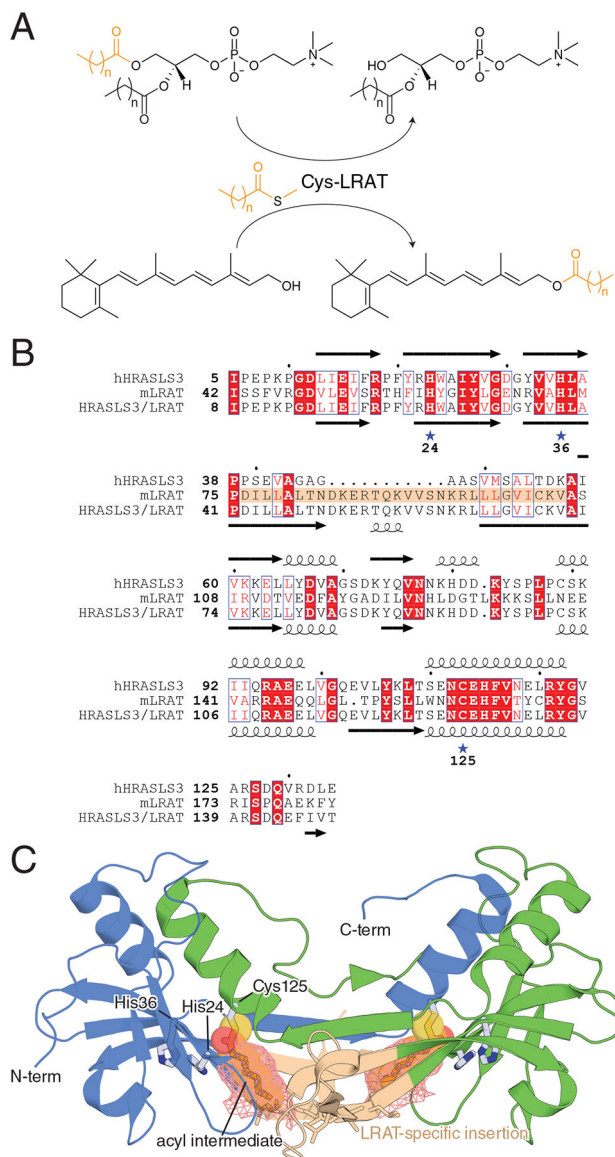 A
O
( )n
O
O
P
O
O−
O
N
+
H
O
O
( )n
HO
O
P
O
O−
O
N
+
H
O
O
( )n
O
( )n
S
Cys-LRAT
OH
O
O
( )n
B
hHRASLS3 5 IPEPKPGDLIEIFRPFYRHWAIYVGDGYVVHLA
mLRAT 42 ISSFVRGDVLEVSRTHFIHYGIYLGENRVAHLM
HRASLS3/LRAT 8 IPEPKPGDLIEIFRPFYRHWAIYVGDGYVVHLA
24 36
hHRASLS3 38 PPSEVAGAG...........AASVMSALTDKAI
mLRAT 75 PDILLALTNDKERTQKVVSNKRLLLGVICKVAS
HRASLS3/LRAT 41 PDILLALTNDKERTQKVVSNKRLLLGVICKVAI
hHRASLS3 60 VKKELLYDVAGSDKYQVNNKHDD.KYSPLPCSK
mLRAT 108 IRVDTVEDFAYGADILVNHLDGTLKKKSLLNEE
HRASLS3/LRAT 74 VKKELLYDVAGSDKYQVNNKHDD.KYSPLPCSK
hHRASLS3 92 IIQRAEELVGQEVLYKLTSENCEHFVNELRYGV
mLRAT 141 VARRAEQQLGL.TPYSLLWNNCEHFVTYCRYGS
HRASLS3/LRAT 106 IIQRAEELVGQEVLYKLTSENCEHFVNELRYGV
125
hHRASLS3 125 ARSDQVRDLE
mLRAT 173 RISPQAEKFY
HRASLS3/LRAT 139 ARSDQEFIVT
C
C-term
Cys125
His36
His24
N-term
acyl intermediate
LRAT-specific insertion